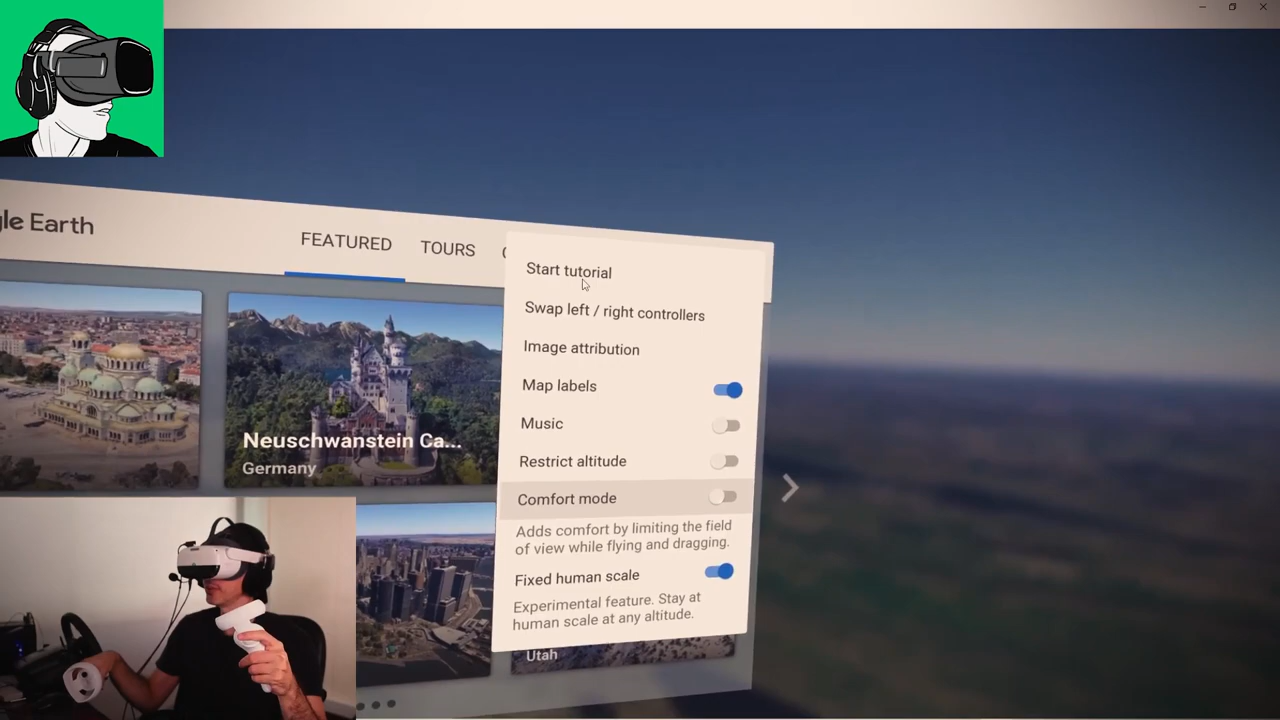 gle Earth
FEATURED
TOURS
Start tutorial
Swap left / right controllers
Image attribution
Map labels
Music
Restrict altitude
Comfort mode
Adds comfort by limiting the field
of view while flying and dragging.
Fixed human scale
Experimental feature. Stay at
human scale at any altitude.
Neuschwanstein Ca...
Germany
Utah